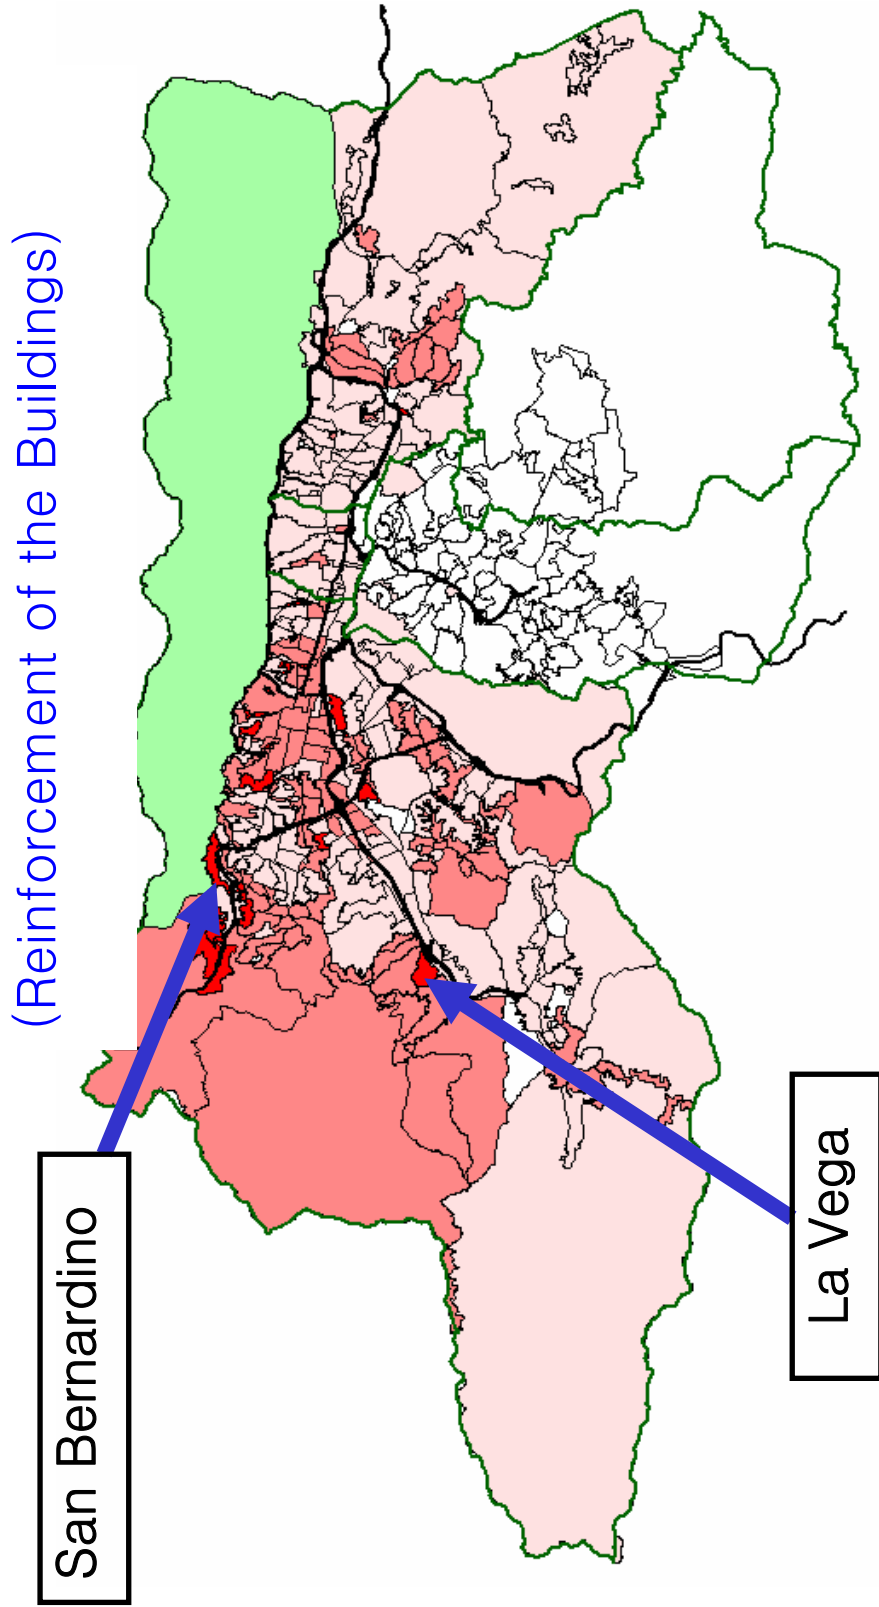 (Reinforcement of the Buildings)
San Bernardino
La Vega